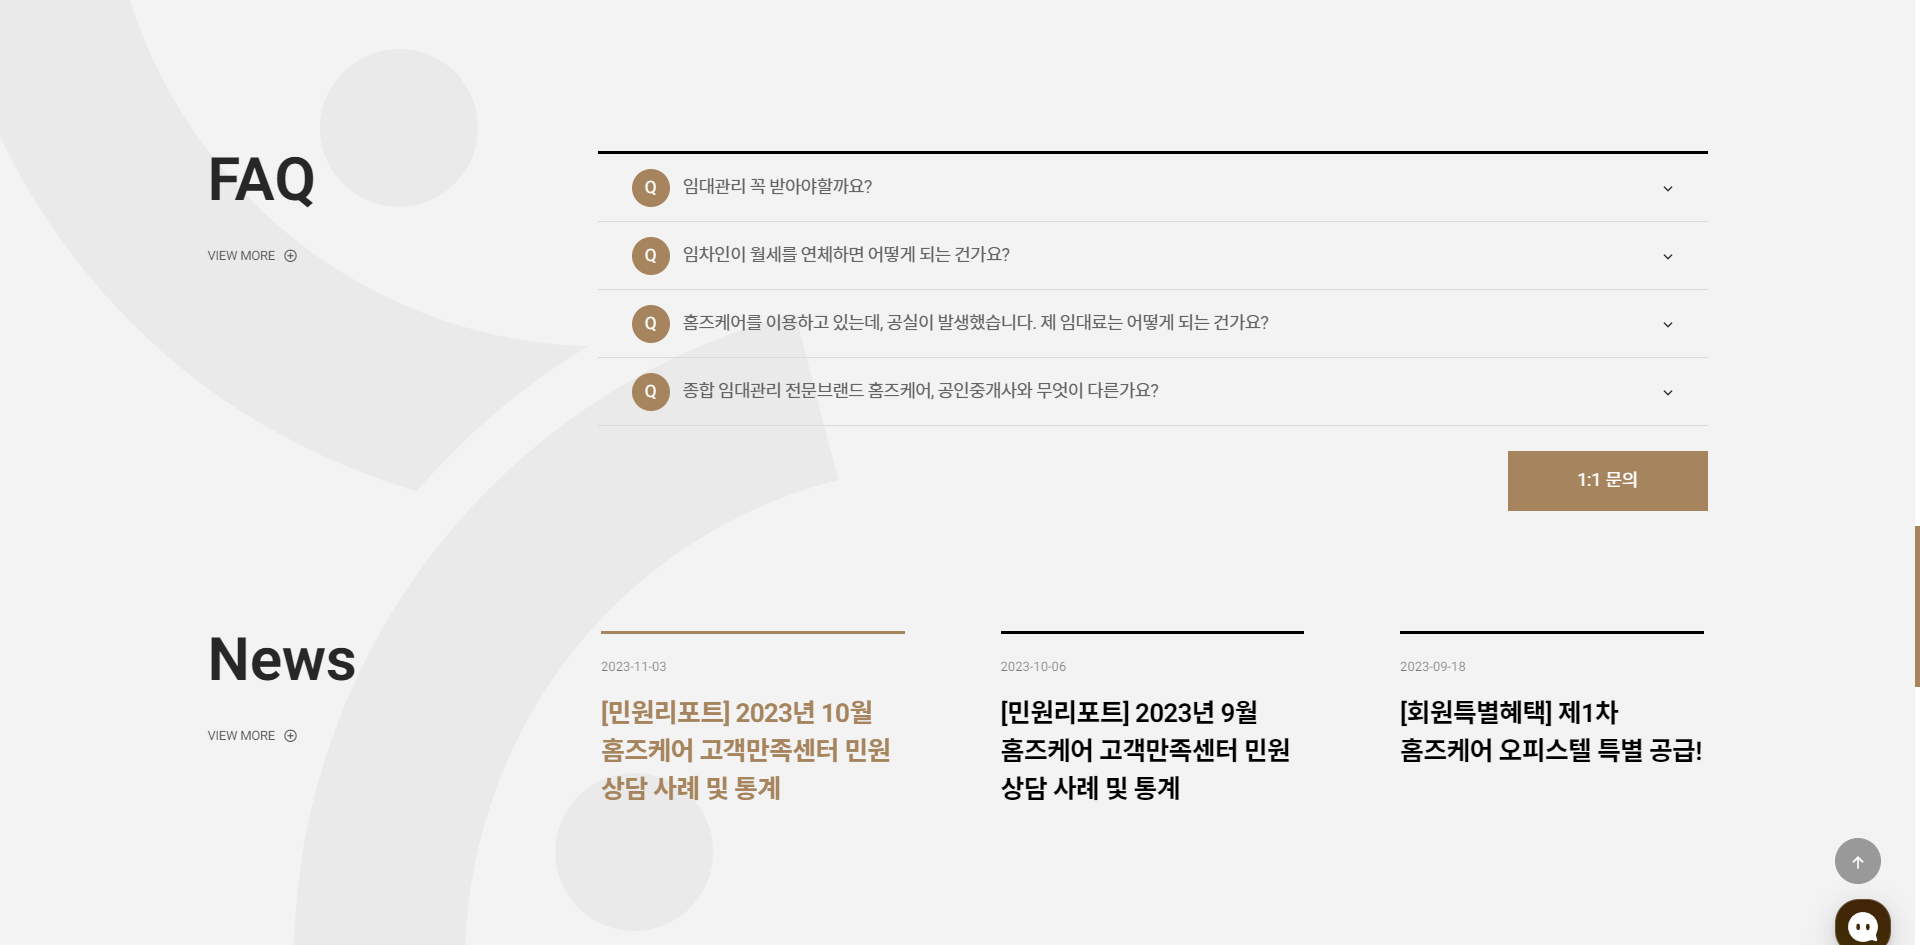 FAQ
VIEW MORE
Q 임대관리 꼭 받아야할까요?
Q 임차인이 월세를 연체하면 어떻게 되는 건가요?
Q 홈즈케어를 이용하고 있는데, 공실이 발생했습니다. 제 임대료는 어떻게 되는 건가요?
Q 종합 임대관리 전문브랜드 홈즈케어, 공인중개사와 무엇이 다른가요?
1:1 문의
News
VIEW MORE
2023-11-03
[민원리포트] 2023년 10월
홈즈케어 고객만족센터 민원
상담 사례 및 통계
2023-10-06
[민원리포트] 2023년 9월
홈즈케어 고객만족센터 민원
상담 사례 및 통계
2023-09-18
[회원특별혜택] 제1차
홈즈케어 오피스텔 특별 공급!